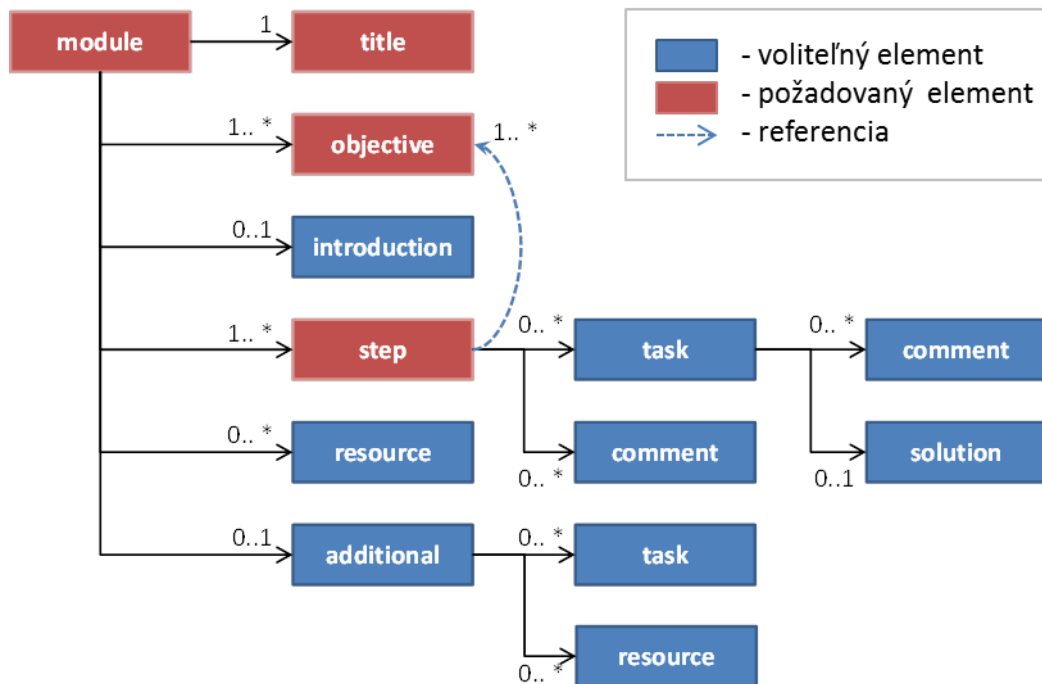 module
1
title
- voliteľný element
- požadovaný element
- referencia
1.. *
objective
1.. *
0..1
introduction
1.. *
step
0.. *
task
0.. *
comment
0.. *
resource
0.. *
comment
0..1
solution
0..1
additional
0.. *
task
0.. *
resource